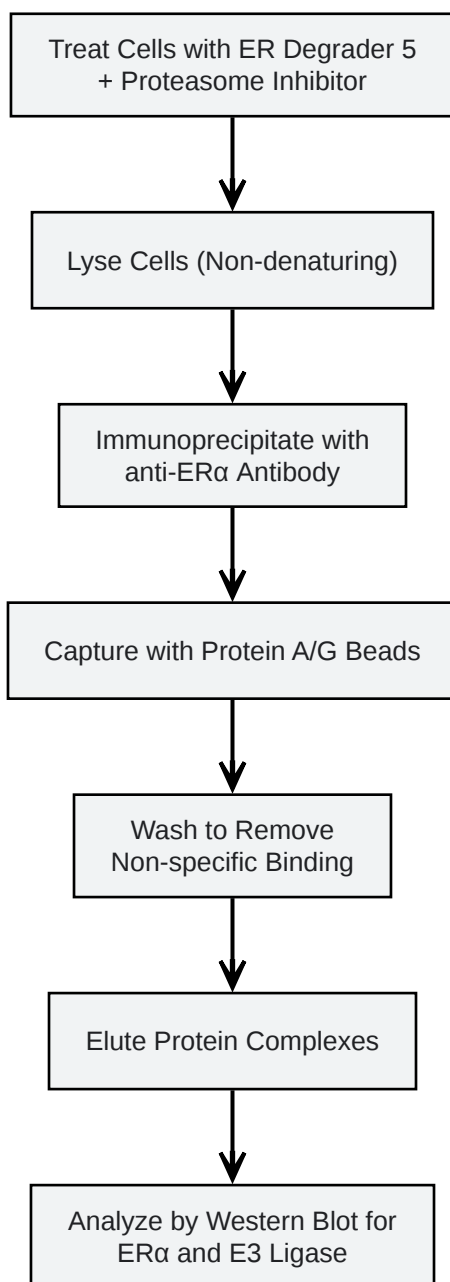 Treat Cells with ER Degrader 5
+ Proteasome Inhibitor
Lyse Cells (Non-denaturing)
Immunoprecipitate with
anti-ERα Antibody
Capture with Protein A/G Beads
Wash to Remove
Non-specific Binding
Elute Protein Complexes
Analyze by Western Blot for
ERα and E3 Ligase